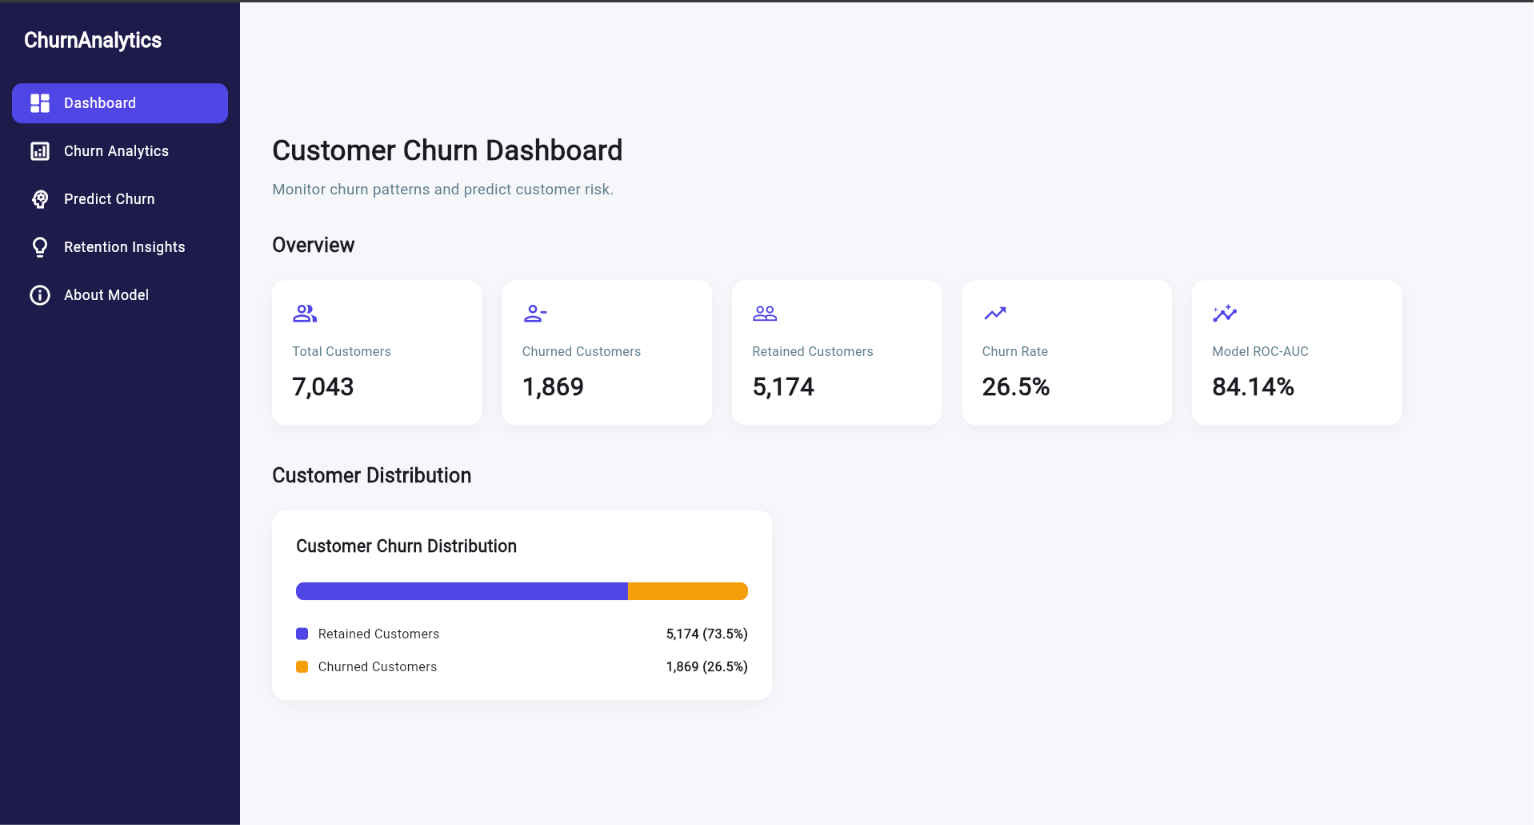 ChurnAnalytics
Dashboard
Churn Analytics
Predict Churn
Retention Insights
About Model
Customer Churn Dashboard
Monitor churn patterns and predict customer risk.
Overview
Total Customers
7,043
Churned Customers
1,869
Retained Customers
5,174
Churn Rate
26.5%
Model ROC-AUC
84.14%
Customer Distribution
Customer Churn Distribution
Retained Customers 5,174 (73.5%)
Churned Customers 1,869 (26.5%)